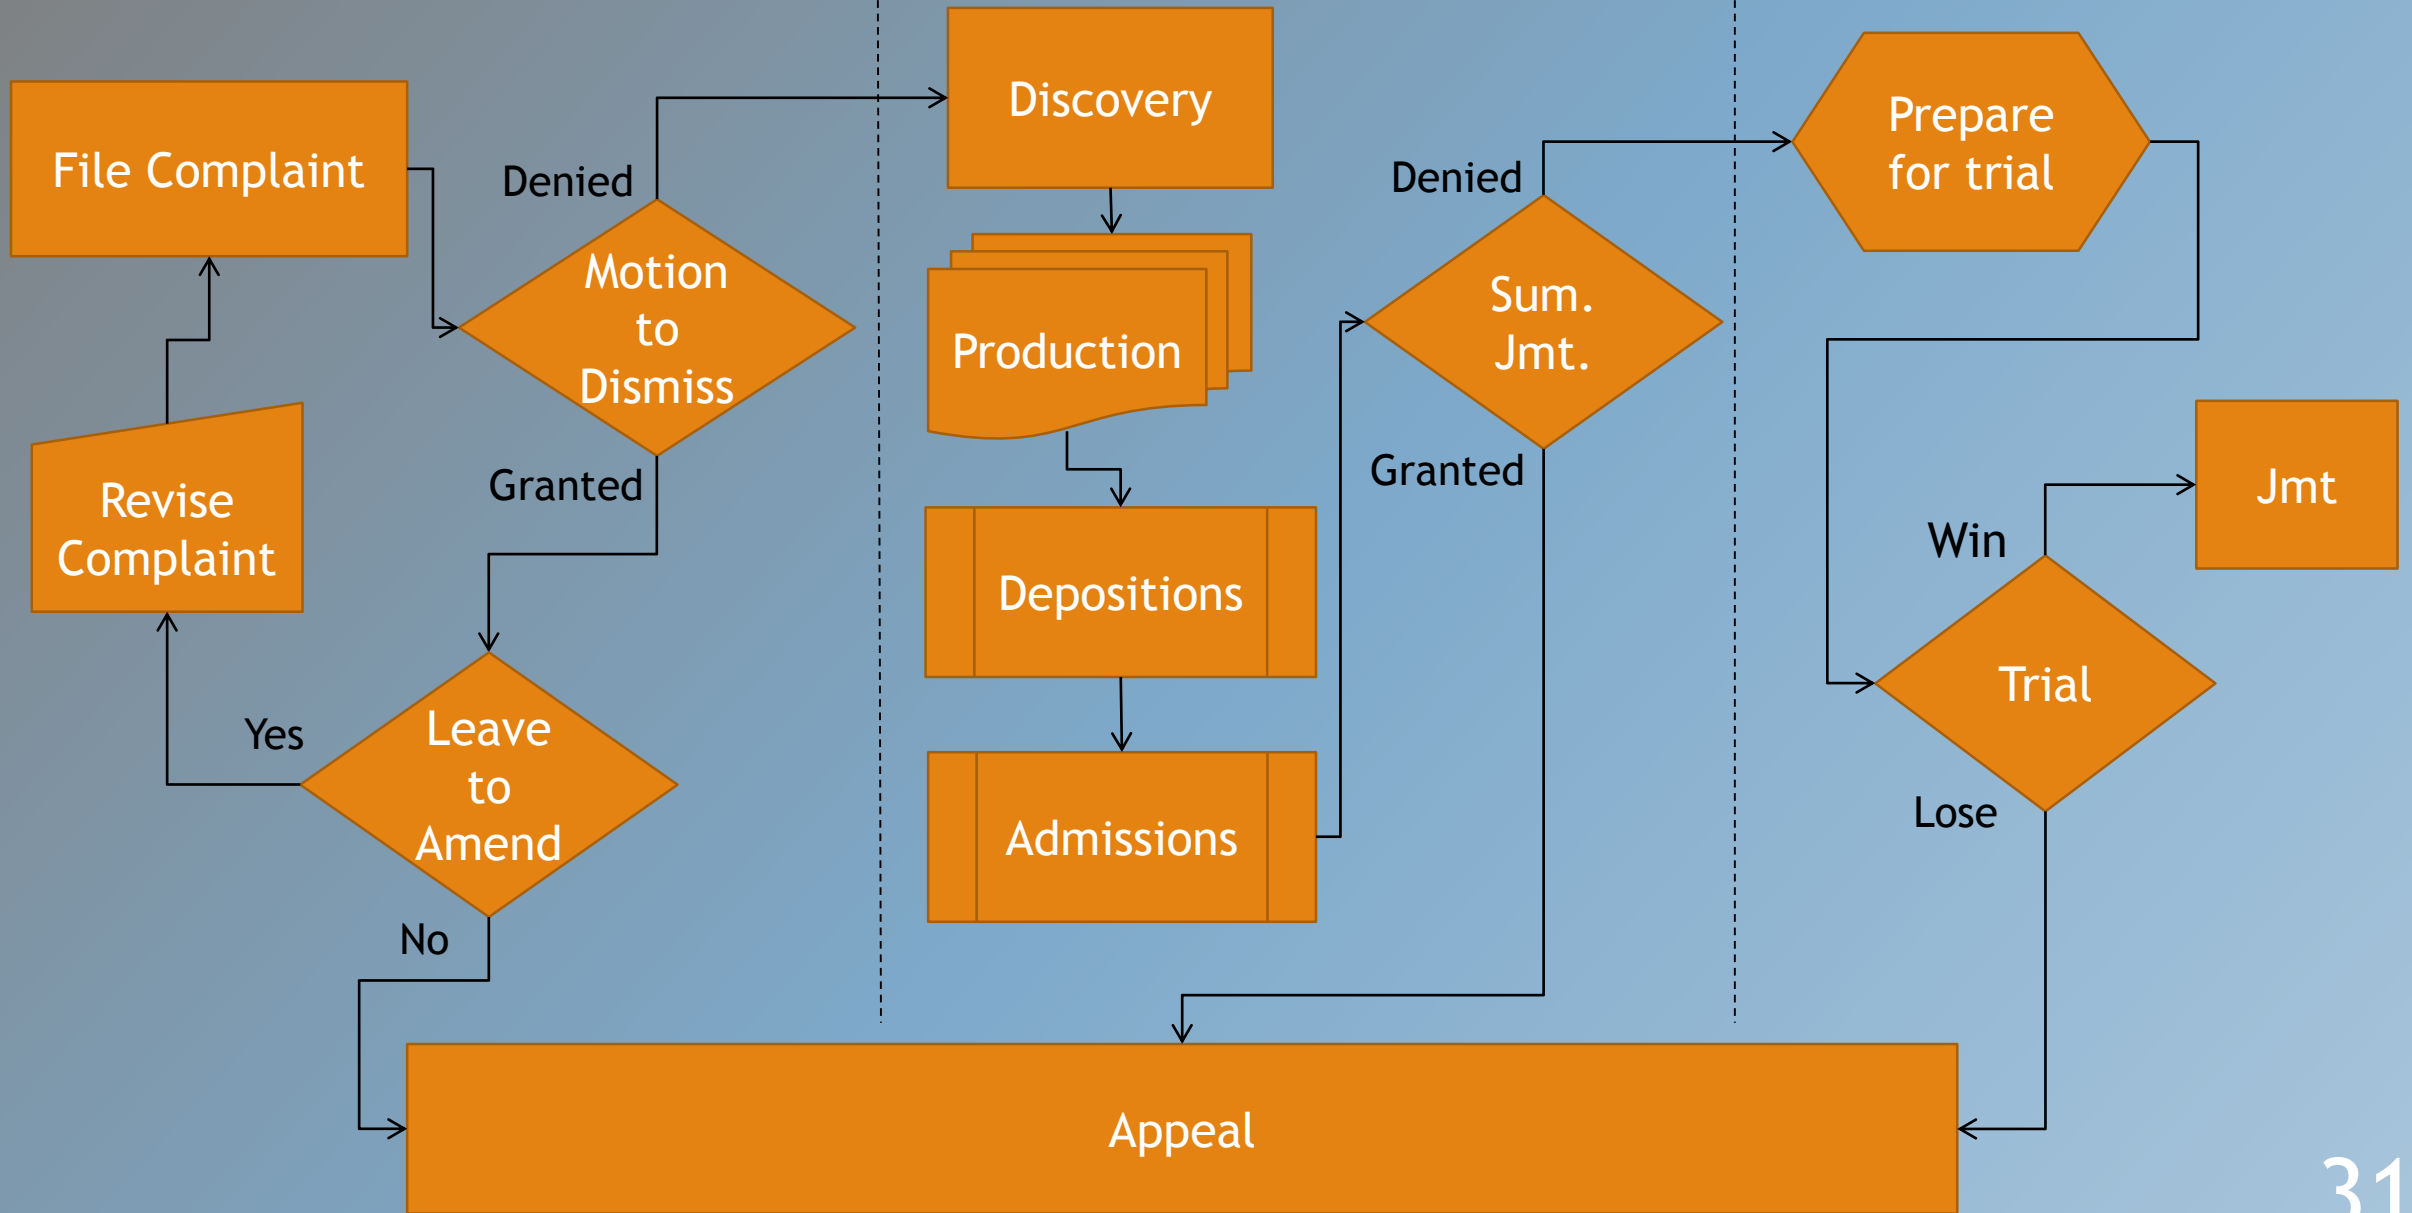 File Complaint
Denied
Motion
to
Dismiss
Granted
Revise
Complaint
Yes
Leave
to
Amend
No
Discovery
Production
Depositions
Admissions
Denied
Sum.
Jmt.
Granted
Prepare
for trial
Jmt
Win
Trial
Lose
Appeal
31